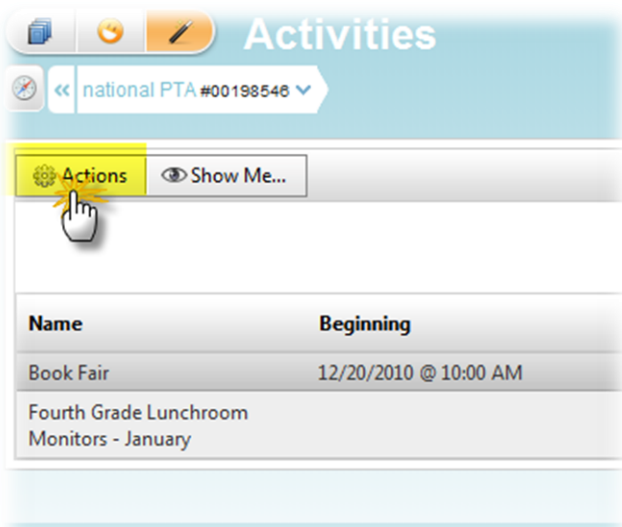 Activities
« national PTA #00198546
Actions Show Me...
Name Beginning
Book Fair 12/20/2010 @ 10:00 AM
Fourth Grade Lunchroom
Monitors - January